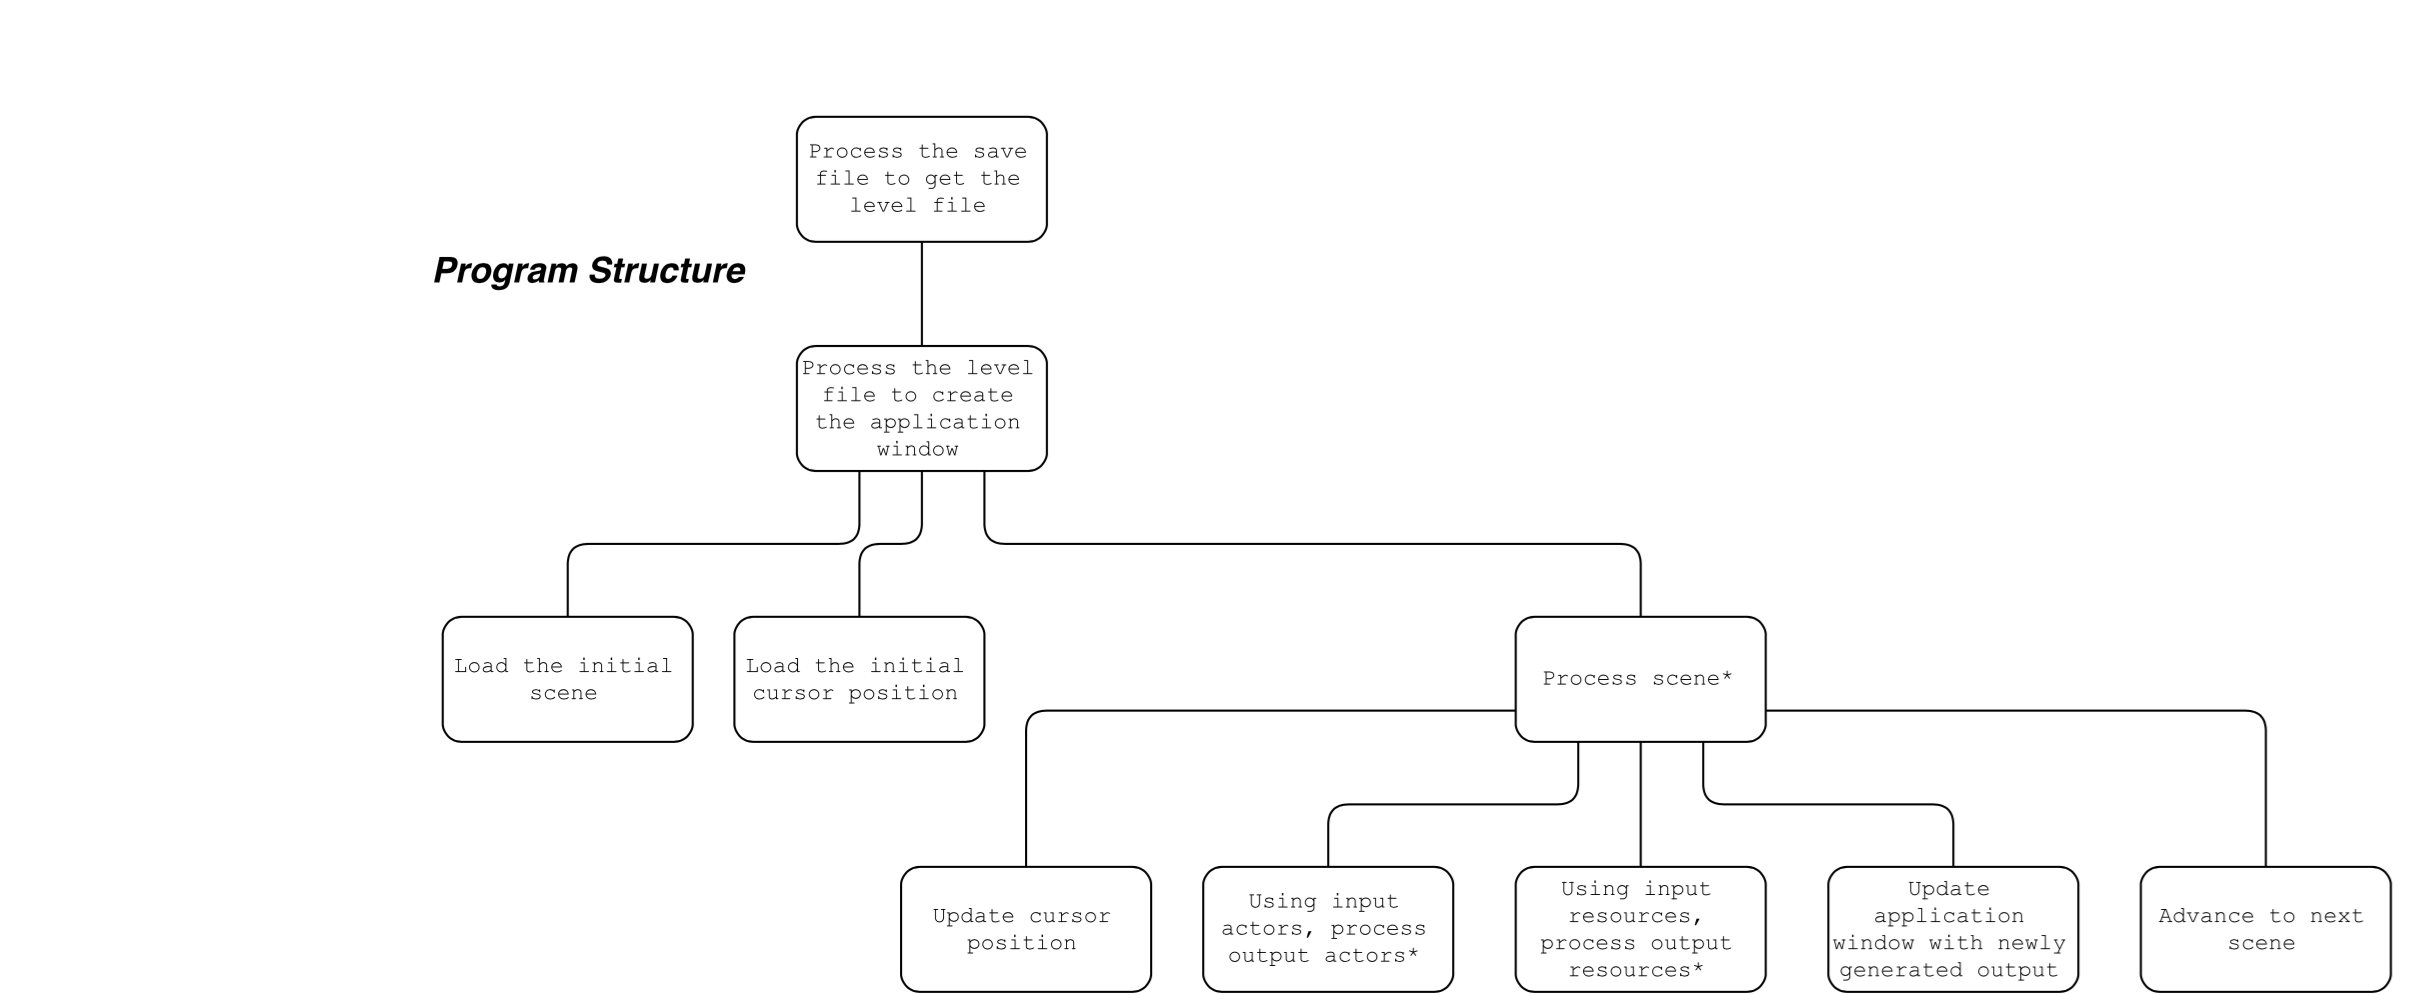 Process the save
file to get the
level file
Program Structure
Process the level
file to create
the application
window
Load the initial
scene
Load the initial
cursor position
Process scene*
Update cursor
position
Using input
actors, process
output actors*
Using input
resources,
process output
resources*
Update
application
window with newly
generated output
Advance to next
scene